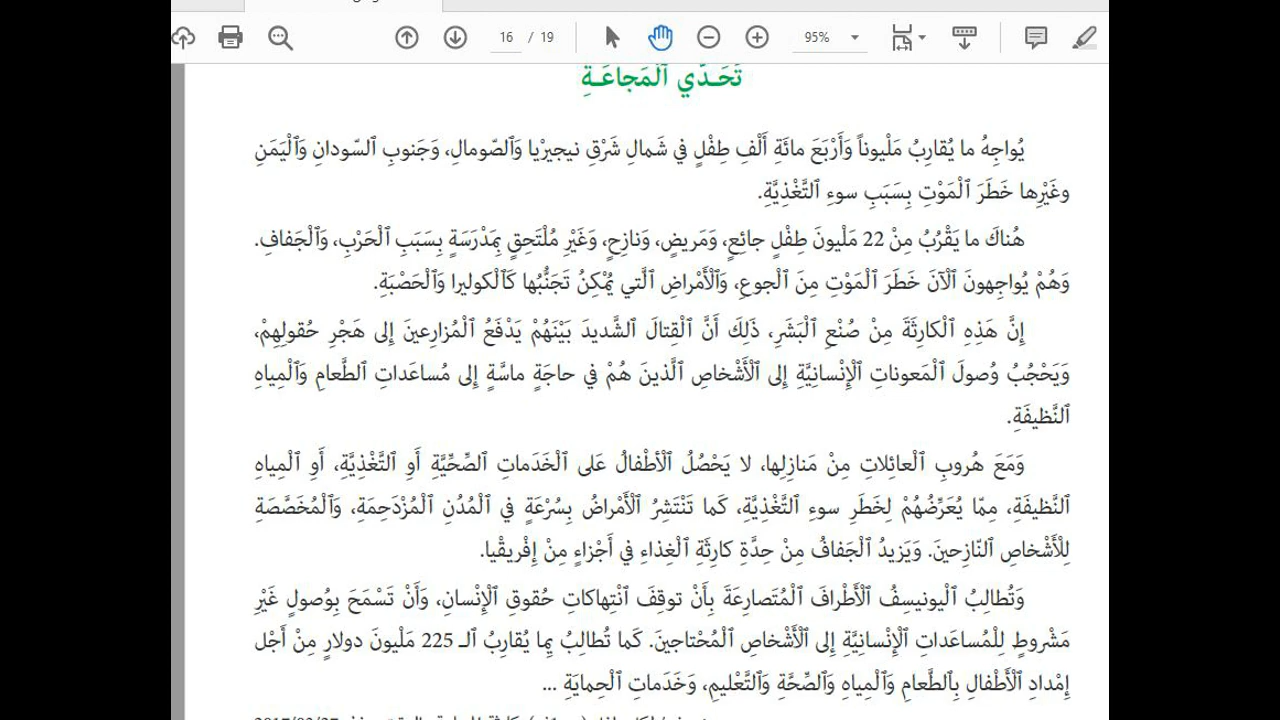 16 / 19
95%
تَحَـدّي ٱلْمَجاعَـةِ
يُواجِهُ ما يُقارِبُ مَلْيوناً وَأَرْبَعَ مائَةِ أَلْفِ طِفْلٍ في شَمالِ شَرْقِ نيجيرْيا وَٱلصّومالِ، وَجَنوبِ ٱلسّودانِ وَٱلْيَمَنِ
وغَيْرِها خَطَرَ ٱلْمَوْتِ بِسَبَبِ سوءِ ٱلتَّغْذِيَّةِ.
هُناكَ ما يَقْرُبُ مِنْ 22 مَلْيونَ طِفْلٍ جائِعٍ، وَمَريضٍ، وَنازِحٍ، وَغَيْرِ مُلْتَحِقٍ بِمَدْرَسَةٍ بِسَبَبِ ٱلْحَرْبِ، وَٱلْجَفافِ.
وَهُمْ يُواجِهونَ ٱلْآنَ خَطَرَ ٱلْمَوْتِ مِنَ ٱلْجوعِ، وَٱلْأَمْراضِ ٱلَّتي يُمْكِنُ تَجَنُّبُها كَٱلْكوليرا وَٱلْحَصْبَةِ.
إِنَّ هَذِهِ ٱلْكارِثَةَ مِنْ صُنْعِ ٱلْبَشَرِ، ذَلِكَ أَنَّ ٱلْقِتالَ ٱلشَّديدَ بَيْنَهُمْ يَدْفَعُ ٱلْمُزارِعينَ إِلى هَجْرِ حُقولِهِمْ،
وَيَحْجُبُ وُصولَ ٱلْمَعوناتِ ٱلْإِنْسانِيَّةِ إِلى ٱلْأَشْخاصِ ٱلَّذينَ هُمْ في حاجَةٍ ماسَّةٍ إِلى مُساعَداتِ ٱلطَّعامِ وَٱلْمِياهِ
ٱلنَّظيفَةِ.
وَمَعَ هُروبِ ٱلْعائِلاتِ مِنْ مَنازِلِها، لا يَحْصُلُ ٱلْأطْفالُ عَلى ٱلْخَدَماتِ ٱلصِّحِّيَّةِ أَوِ ٱلتَّغْذِيَّةِ، أَوِ ٱلْمِياهِ
ٱلنَّظيفَةِ، مِمّا يُعَرِّضُهُمْ لِخَطَرِ سوءِ ٱلتَّغْذِيَّةِ، كَما تَنْتَشِرُ ٱلْأَمْراضُ بِسُرْعَةٍ في ٱلْمُدُنِ ٱلْمُزْدَحِمَةِ، وَٱلْمُخَصَّصَةِ
لِلْأَشْخاصِ ٱلنّازِحينَ. وَيَزيدُ ٱلْجَفافُ مِنْ حِدَّةِ كارِثَةِ ٱلْغِذاءِ في أَجْزاءٍ مِنْ إِفْريقْيا.
وَتُطالِبُ ٱلْيونيسِفُ ٱلْأَطْرافَ ٱلْمُتَصارِعَةَ بِأَنْ توقِفَ ٱنْتِهاكاتِ حُقوقِ ٱلْإِنْسانِ، وَأَنْ تَسْمَحَ بِوُصولٍ غَيْرِ
مَشْروطٍ لِلْمُساعَداتِ ٱلْإِنْسانِيَّةِ إِلى ٱلْأَشْخاصِ ٱلْمُحْتاجينَ. كَما تُطالِبُ بِما يُقارِبُ ٱلـ 225 مَلْيونَ دولارٍ مِنْ أَجْلِ
إِمْدادِ ٱلْأَطْفالِ بِٱلطَّعامِ وَٱلْمِياهِ وَٱلصِّحَّةِ وَٱلتَّعْليمِ، وَخَدَماتِ ٱلْحِمايَةِ ...